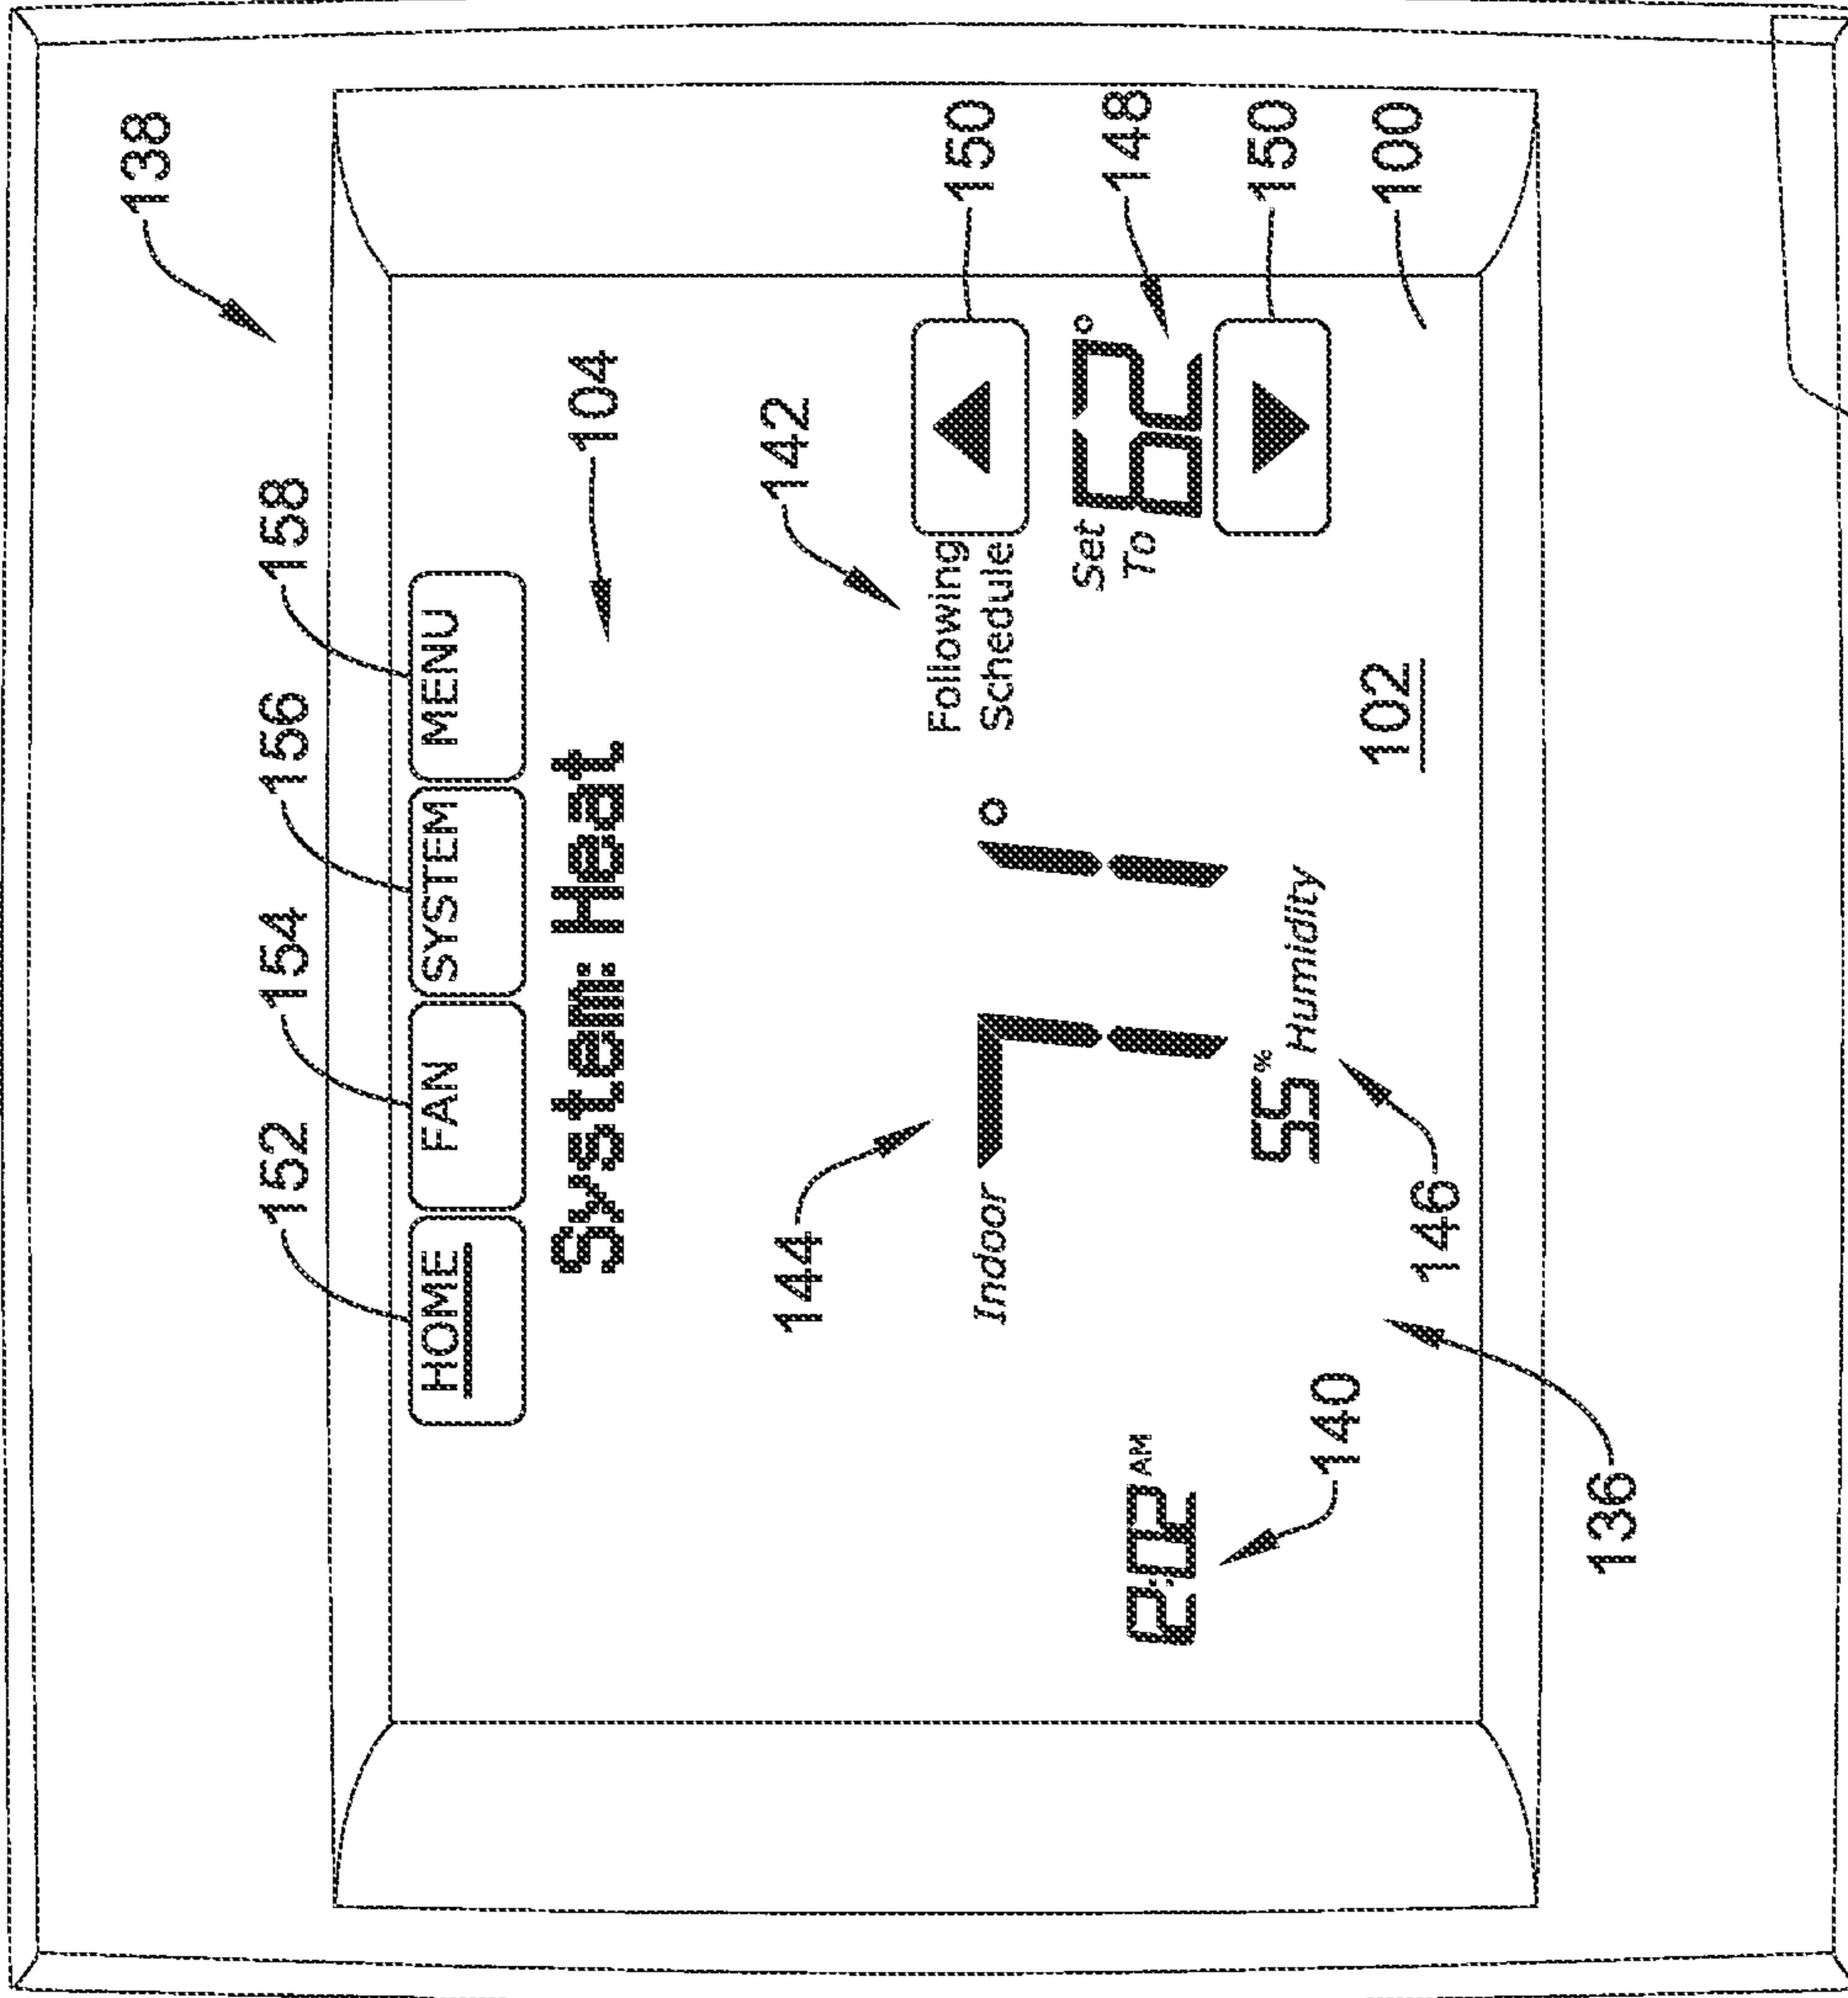 138
152 154 156 158
HOME FAN SYSTEM MENU
System: Heat 104
144 142
Following 150
Indoor 71° Schedule
Set 62° 148
To
2:02 AM
55% Humidity 150
140 102 100
146
136